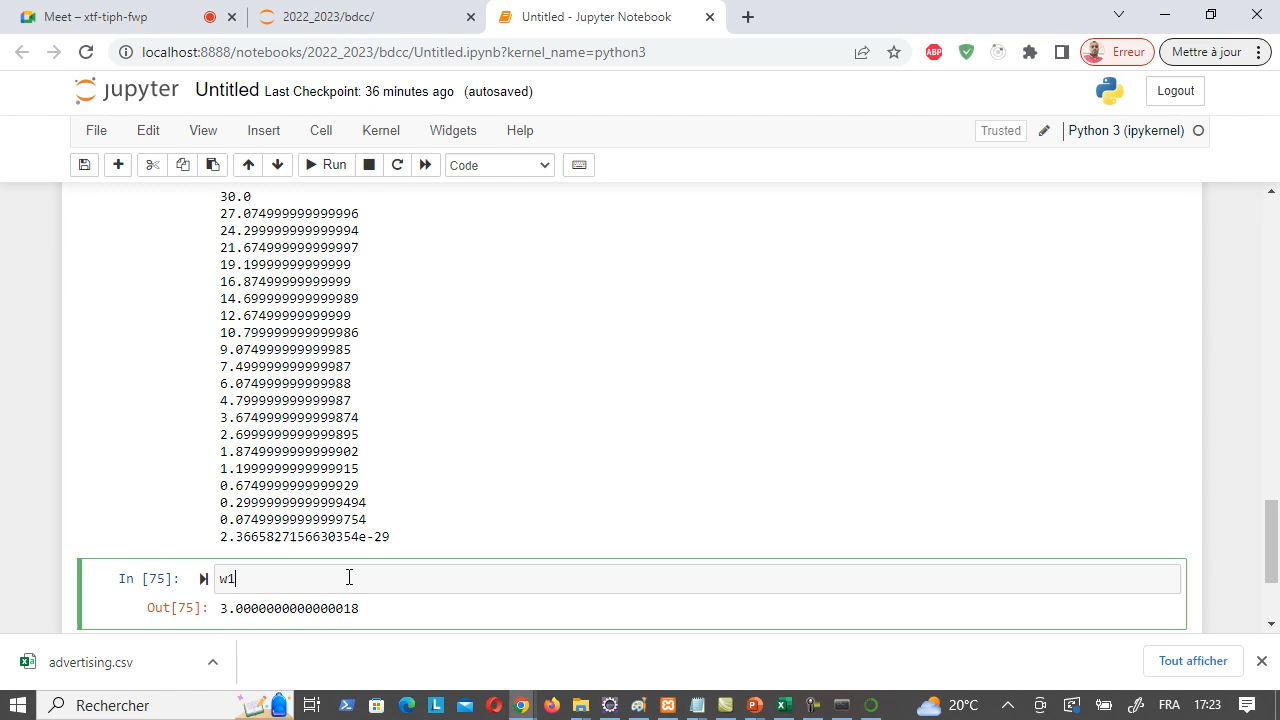 Meet – xtf-tiph-fwp
2022_2023/bdcc/
Untitled - Jupyter Notebook
localhost:8888/notebooks/2022_2023/bdcc/Untitled.ipynb?kernel_name=python3
ABP
Erreur
Mettre à jour
jupyter Untitled Last Checkpoint: 36 minutes ago (autosaved)
Logout
File Edit View Insert Cell Kernel Widgets Help
Trusted
Python 3 (ipykernel)
Run
Code
30.0
27.074999999999996
24.299999999999994
21.674999999999997
19.19999999999999
16.87499999999999
14.699999999999989
12.67499999999999
10.799999999999986
9.074999999999985
7.499999999999987
6.074999999999988
4.799999999999987
3.6749999999999874
2.6999999999999895
1.8749999999999902
1.1999999999999915
0.6749999999999929
0.29999999999999494
0.07499999999999754
2.3665827156630354e-29
In [75]: w1
Out[75]: 3.0000000000000018
advertising.csv
Tout afficher
Rechercher
L
20°C
FRA
17:23